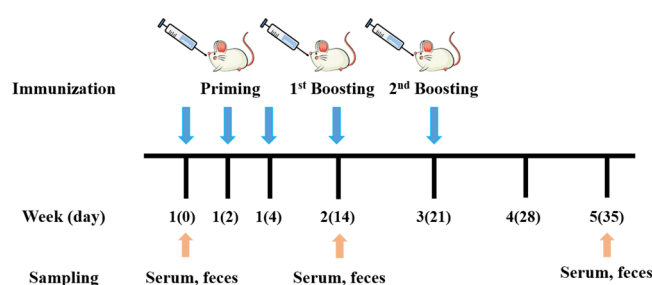 Immunization Priming 1st Boosting 2nd Boosting
Week (day) 1(0) 1(2) 1(4) 2(14) 3(21) 4(28) 5(35)
Sampling Serum, feces Serum, feces Serum, feces